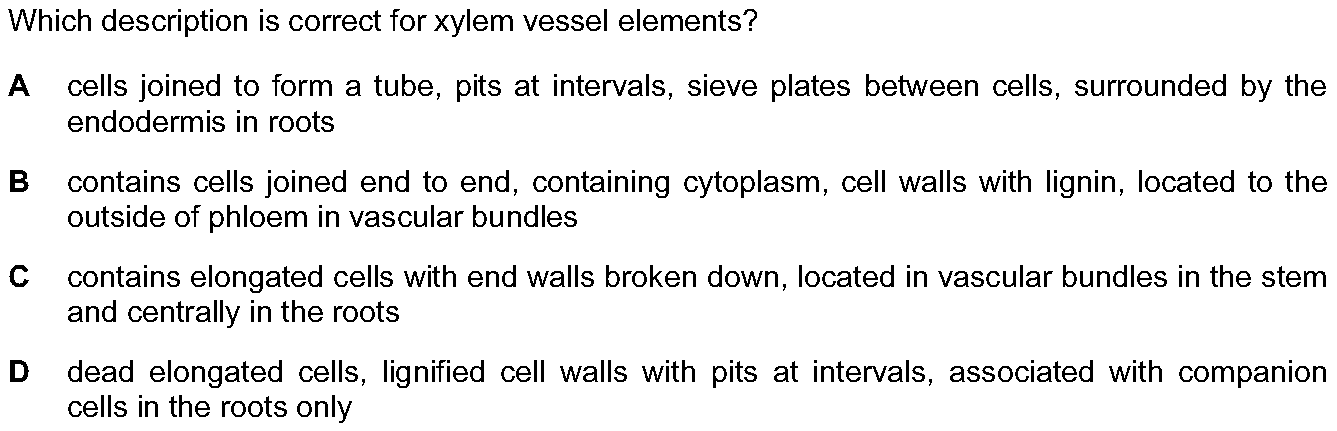 Which description is correct for xylem vessel elements?
A cells joined to form a tube, pits at intervals, sieve plates between cells, surrounded by the
endodermis in roots
B contains cells joined end to end, containing cytoplasm, cell walls with lignin, located to the
outside of phloem in vascular bundles
C contains elongated cells with end walls broken down, located in vascular bundles in the stem
and centrally in the roots
D dead elongated cells, lignified cell walls with pits at intervals, associated with companion
cells in the roots only